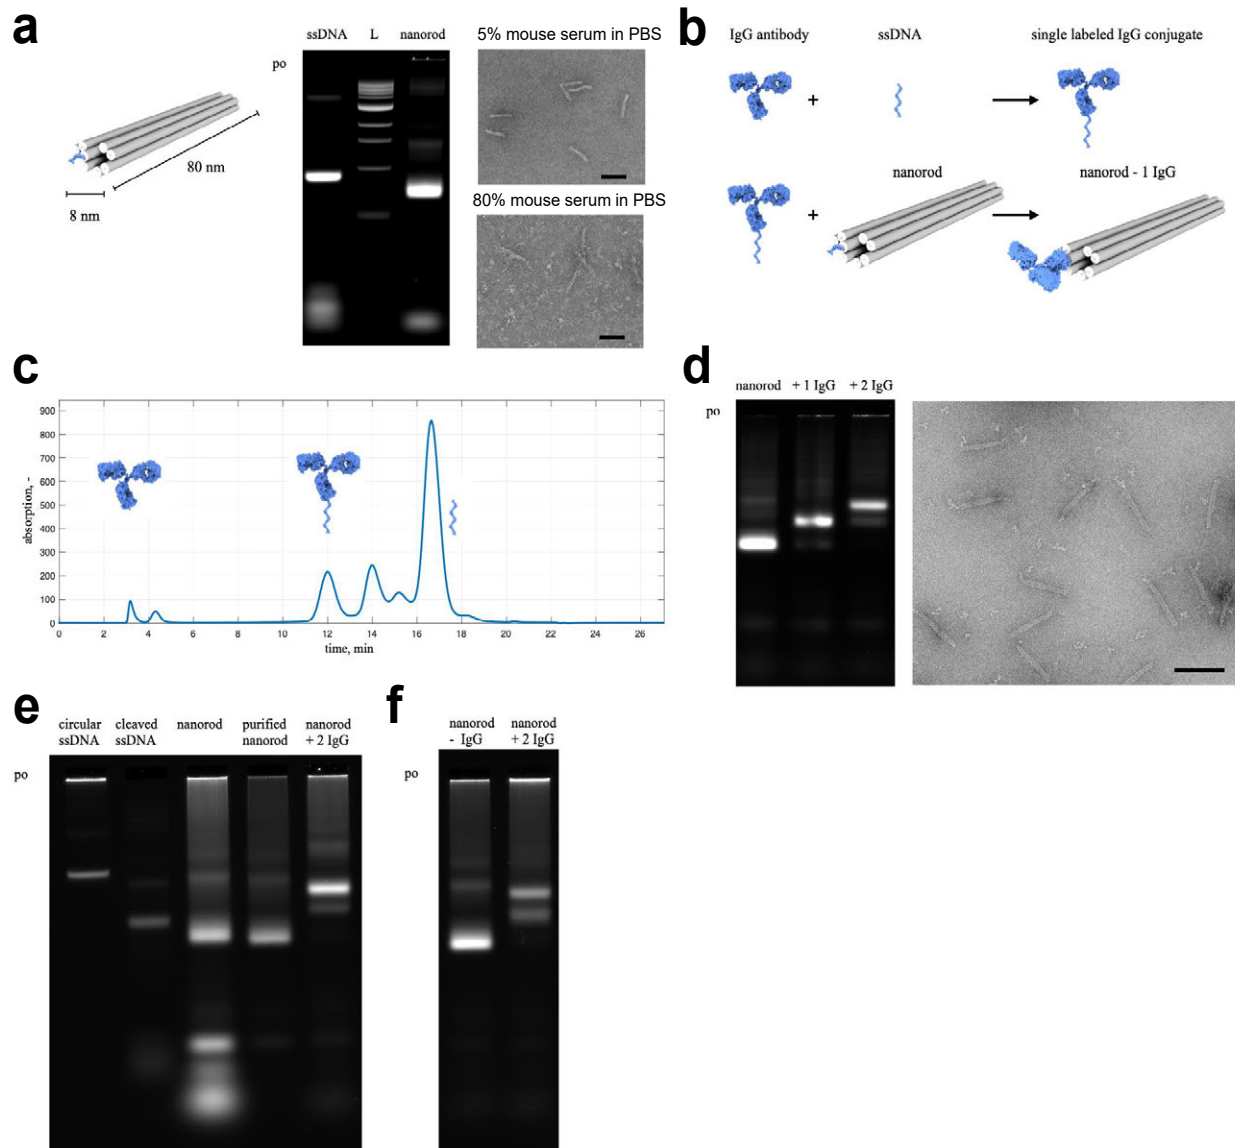 a
ssDNA L nanorod
po
80 nm
8 nm
5% mouse serum in PBS
80% mouse serum in PBS
b
IgG antibody ssDNA single labeled IgG conjugate
+
nanorod nanorod - 1 IgG
+
c
absorption, -
900
800
700
600
500
400
300
200
100
0
0 2 4 6 8 10 12 14 16 18 20 22 24 26
time, min
d
nanorod + 1 IgG + 2 IgG
po
e
circular cleaved nanorod purified nanorod
ssDNA ssDNA nanorod + 2 IgG
po
f
nanorod nanorod
- IgG + 2 IgG
po